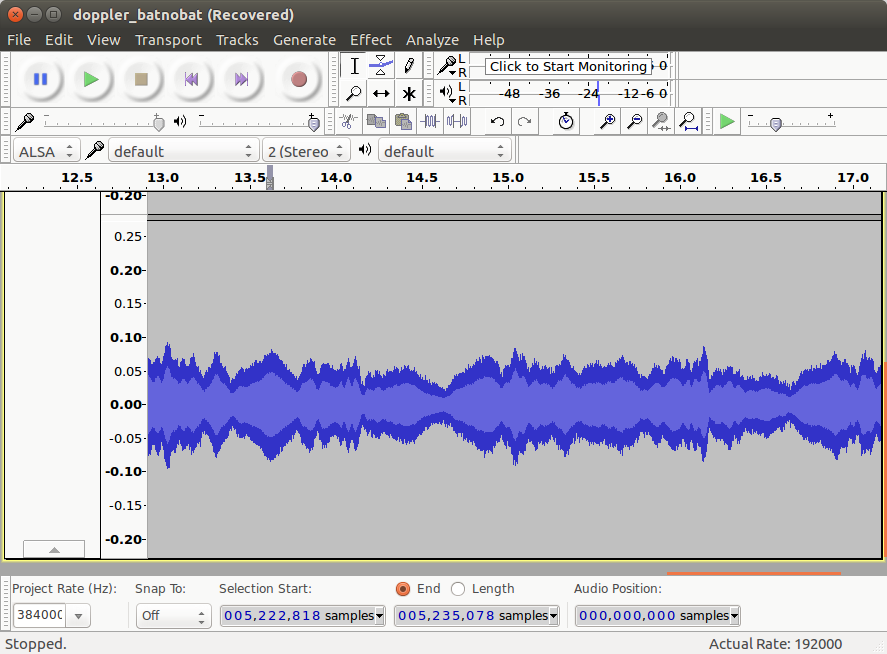 doppler_batnobat (Recovered)
File Edit View Transport Tracks Generate Effect Analyze Help
L
R
Click to Start Monitoring 0
L
R
-48 -36 -24 -12 -6 0
ALSA default 2 (Stereo default
12.5 13.0 13.5 14.0 14.5 15.0 15.5 16.0 16.5 17.0
-0.20
0.25
0.20
0.15
0.10
0.05
0.00
-0.05
-0.10
-0.15
-0.20
Project Rate (Hz): Snap To: Selection Start: End Length Audio Position:
384000 Off 005,222,818 samples 005,235,078 samples 000,000,000 samples
Stopped. Actual Rate: 192000